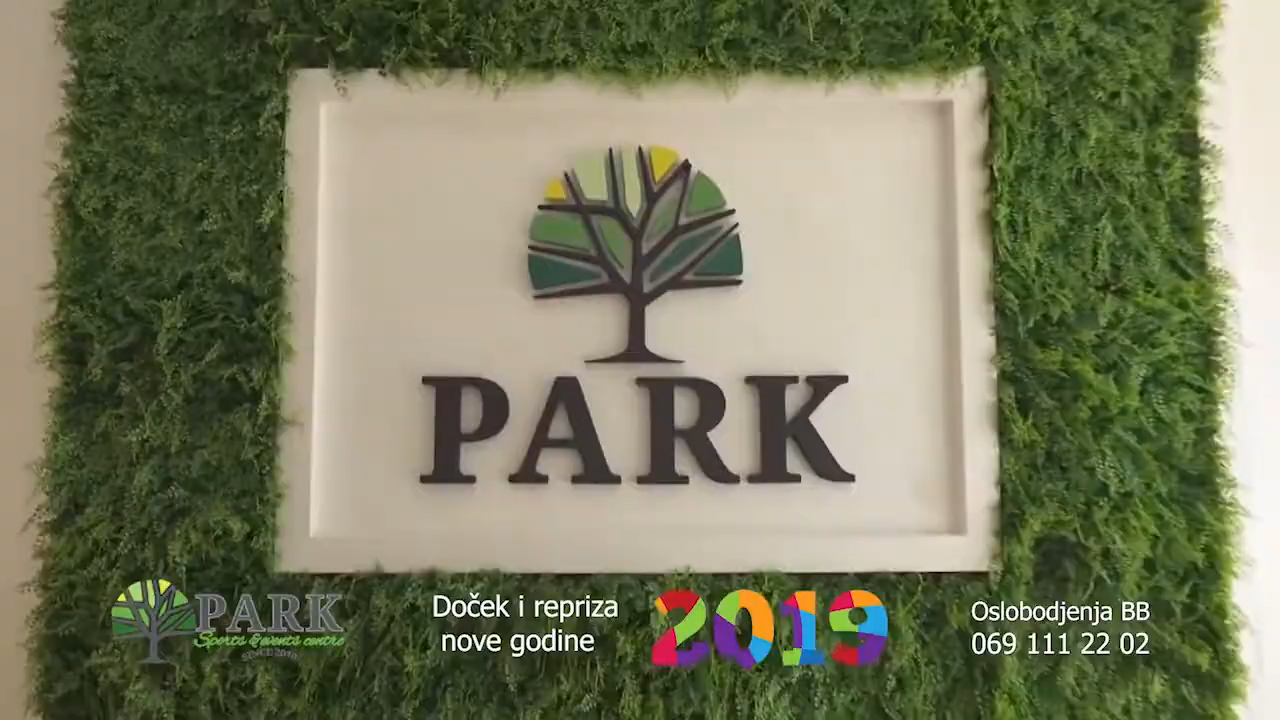 PARK
PARK
Sports & events centre
Doček i repriza
nove godine
2019
Oslobodjenja BB
069 111 22 02